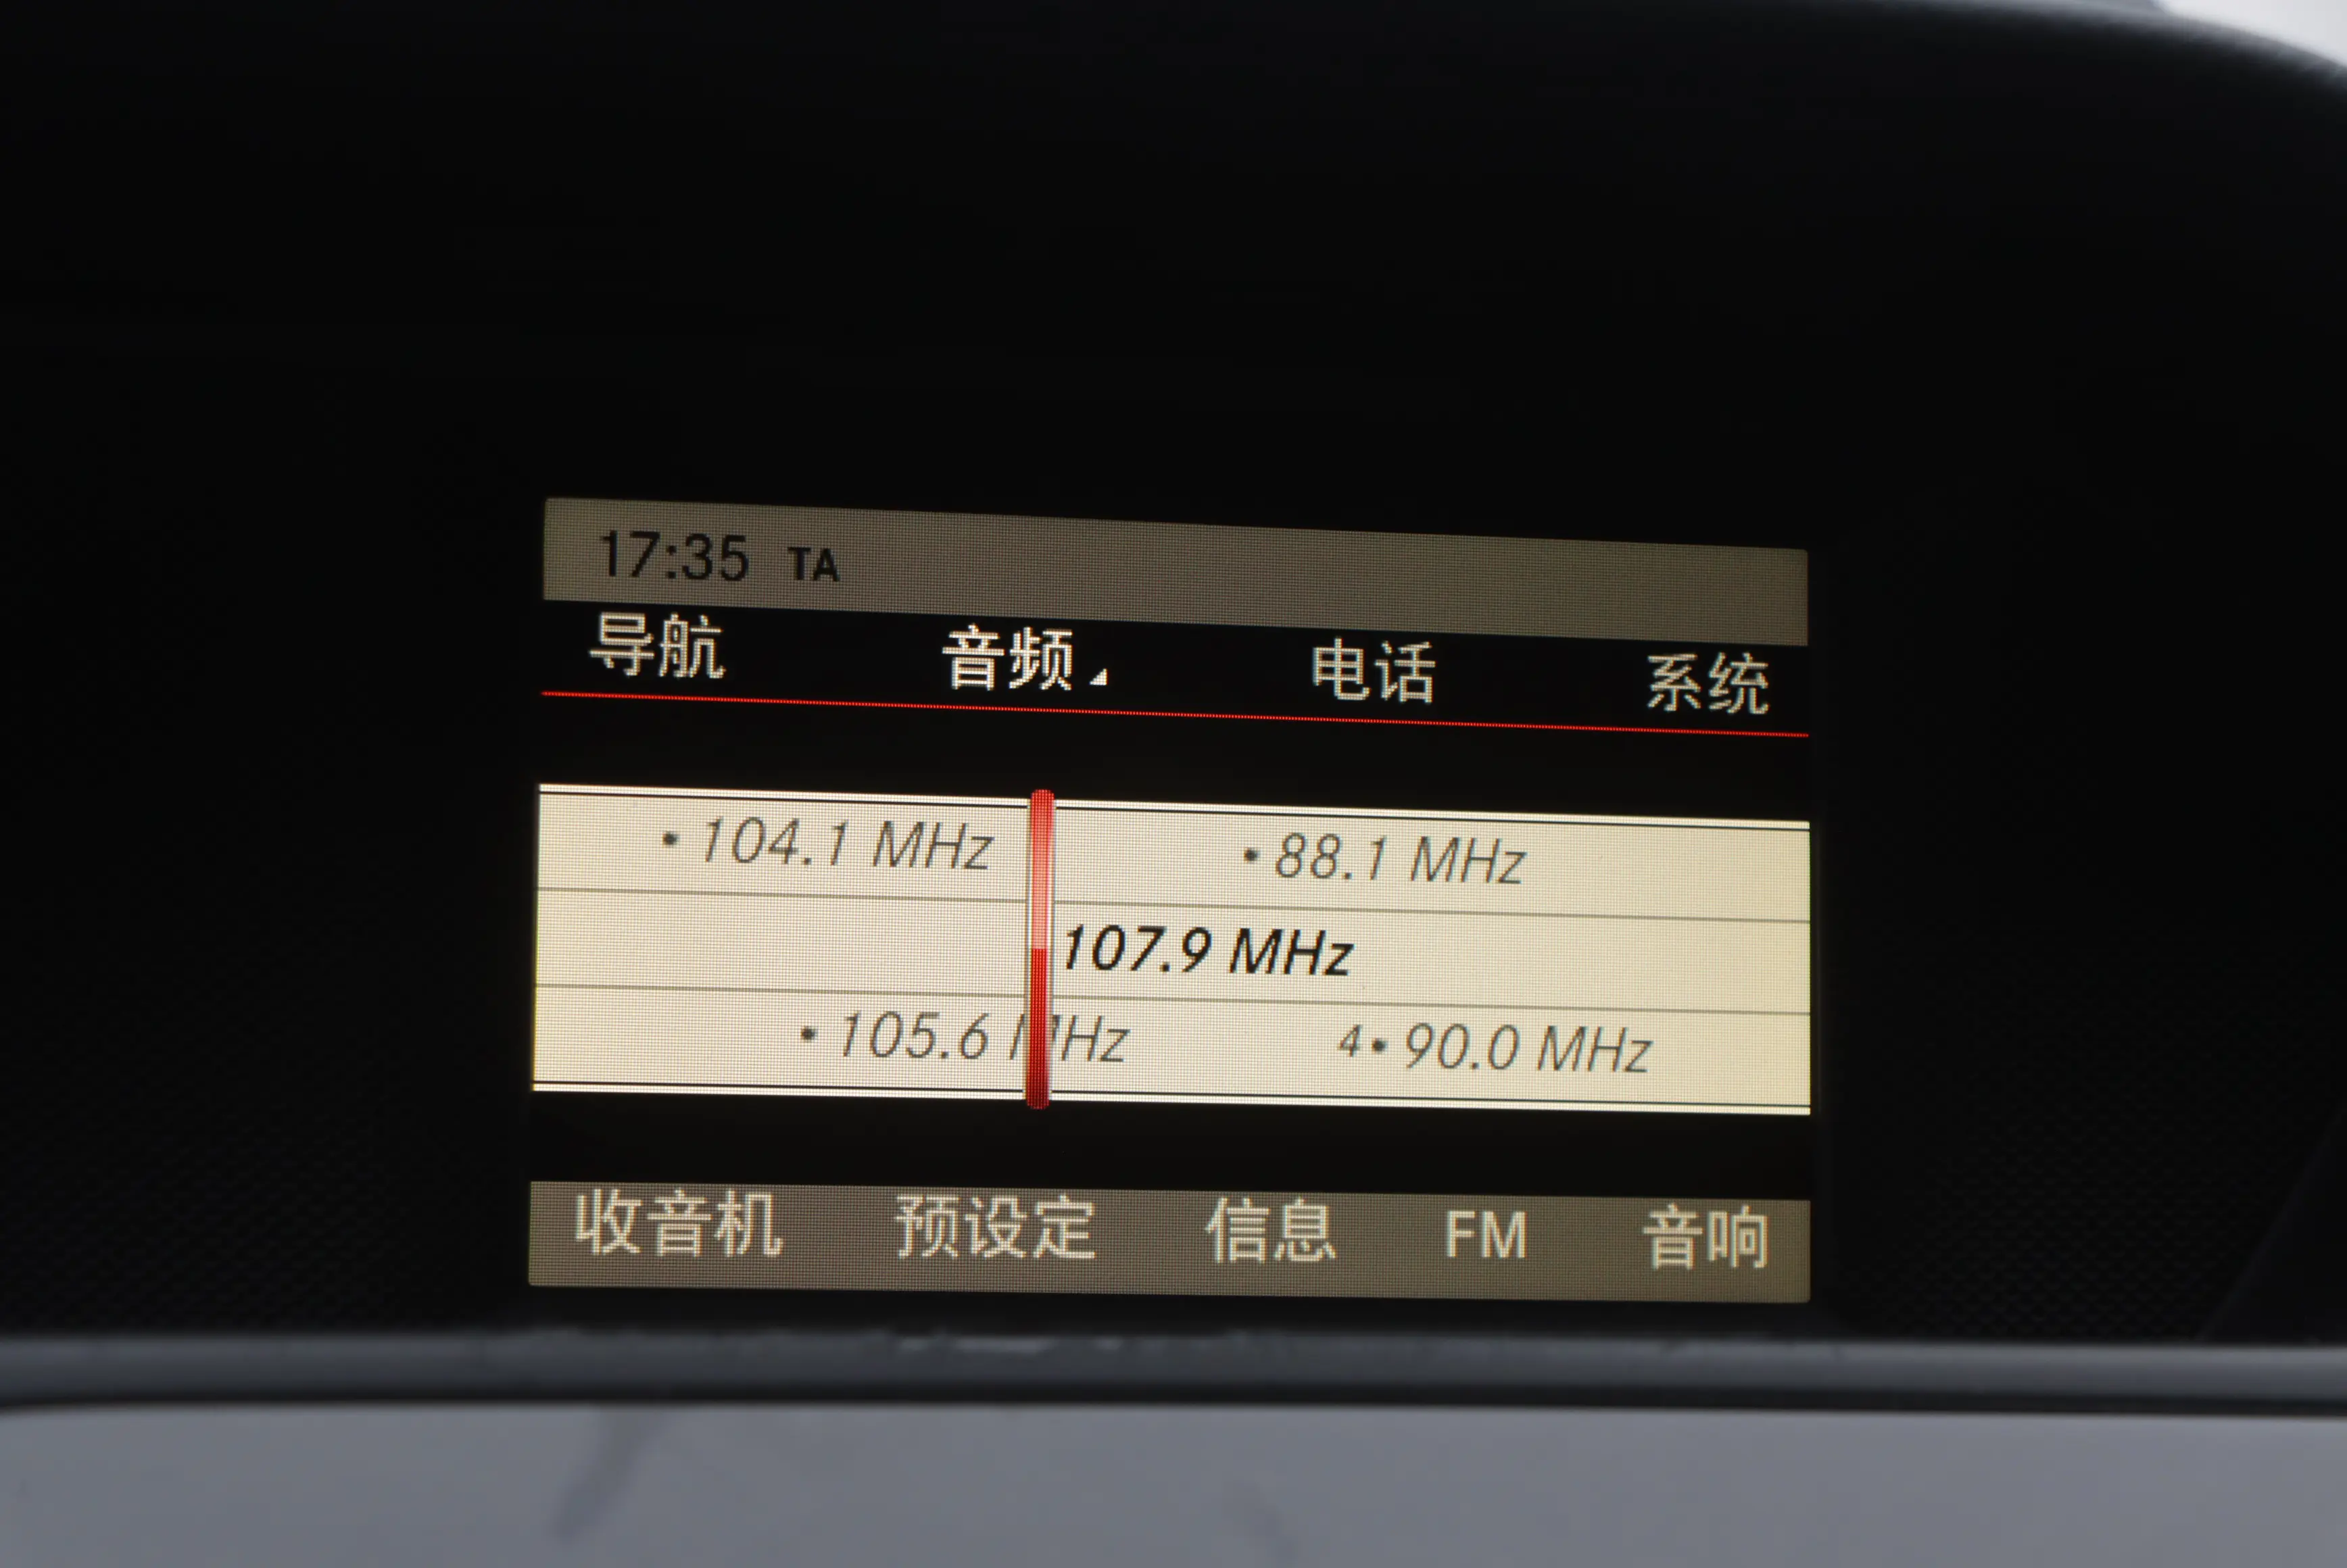 17:35 TA
导航 音频 电话 系统
• 104.1 MHz • 88.1 MHz
107.9 MHz
• 105.6 MHz 4• 90.0 MHz
收音机 预设定 信息 FM 音响